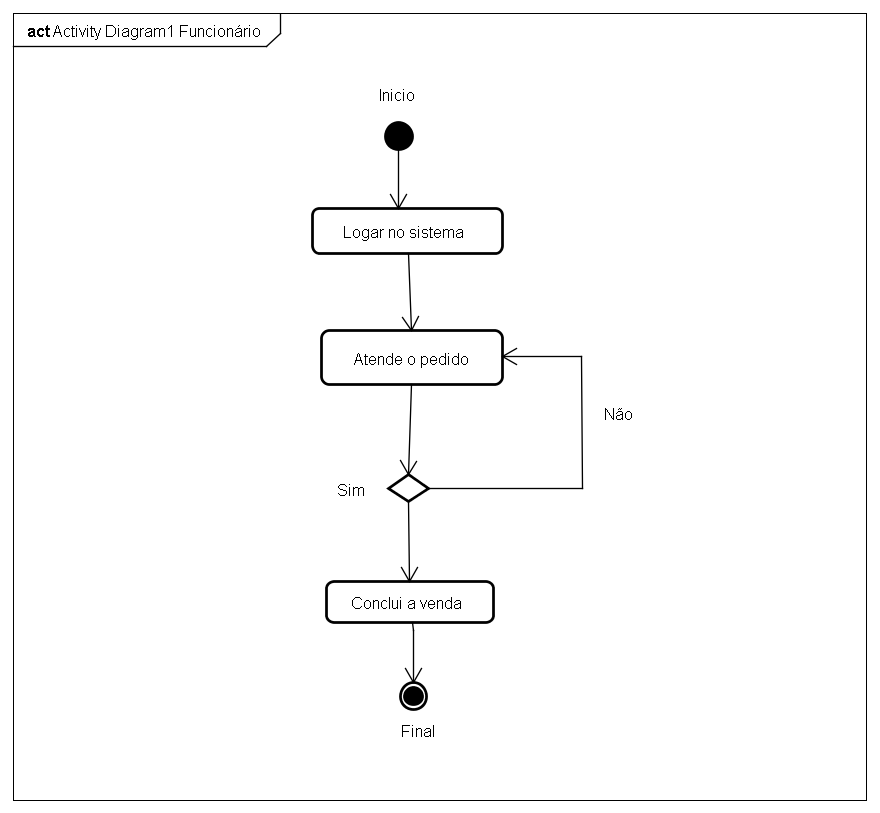 act Activity Diagram1 Funcionário
Inicio
Logar no sistema
Atende o pedido
Não
Sim
Conclui a venda
Final